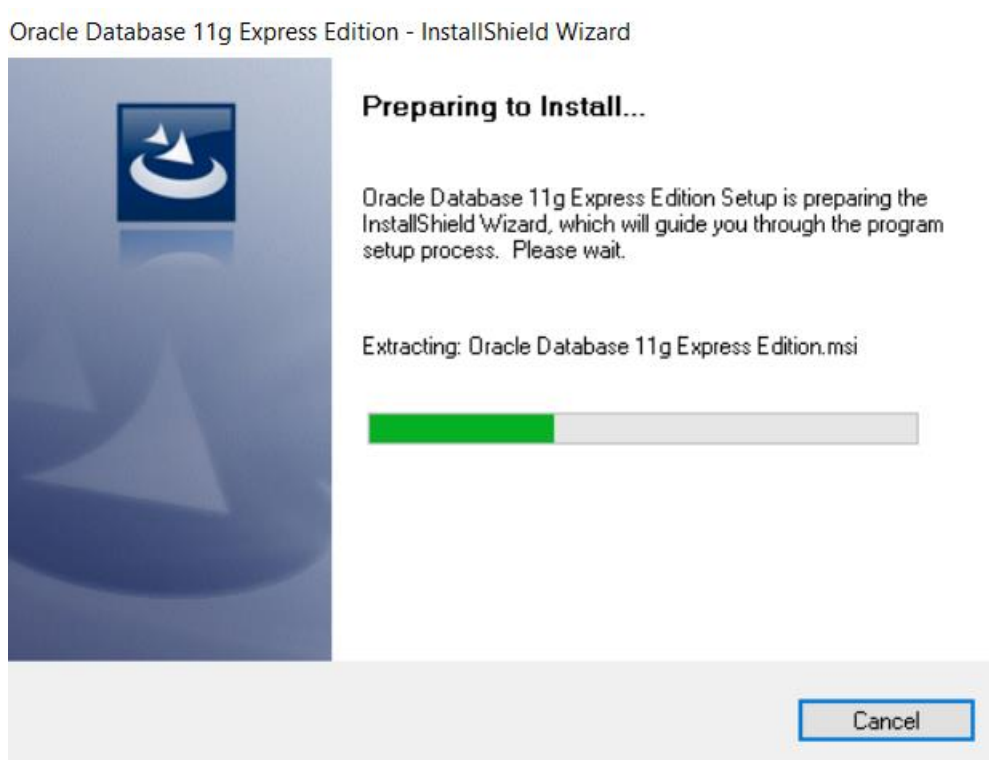 Oracle Database 11g Express Edition - InstallShield Wizard
Preparing to Install...
Oracle Database 11g Express Edition Setup is preparing the
InstallShield Wizard, which will guide you through the program
setup process.  Please wait.
Extracting: Oracle Database 11g Express Edition.msi
Cancel